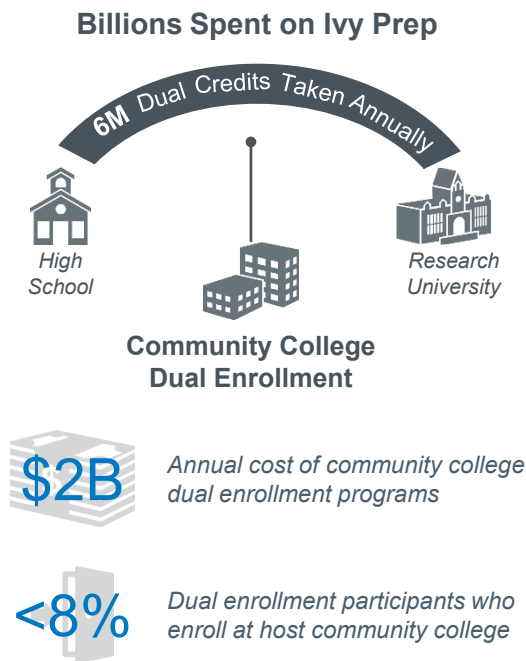 Billions Spent on Ivy Prep
6M Dual Credits Taken Annually
High
School
Research
University
Community College
Dual Enrollment
$2B
Annual cost of community college
dual enrollment programs
<8%
Dual enrollment participants who
enroll at host community college